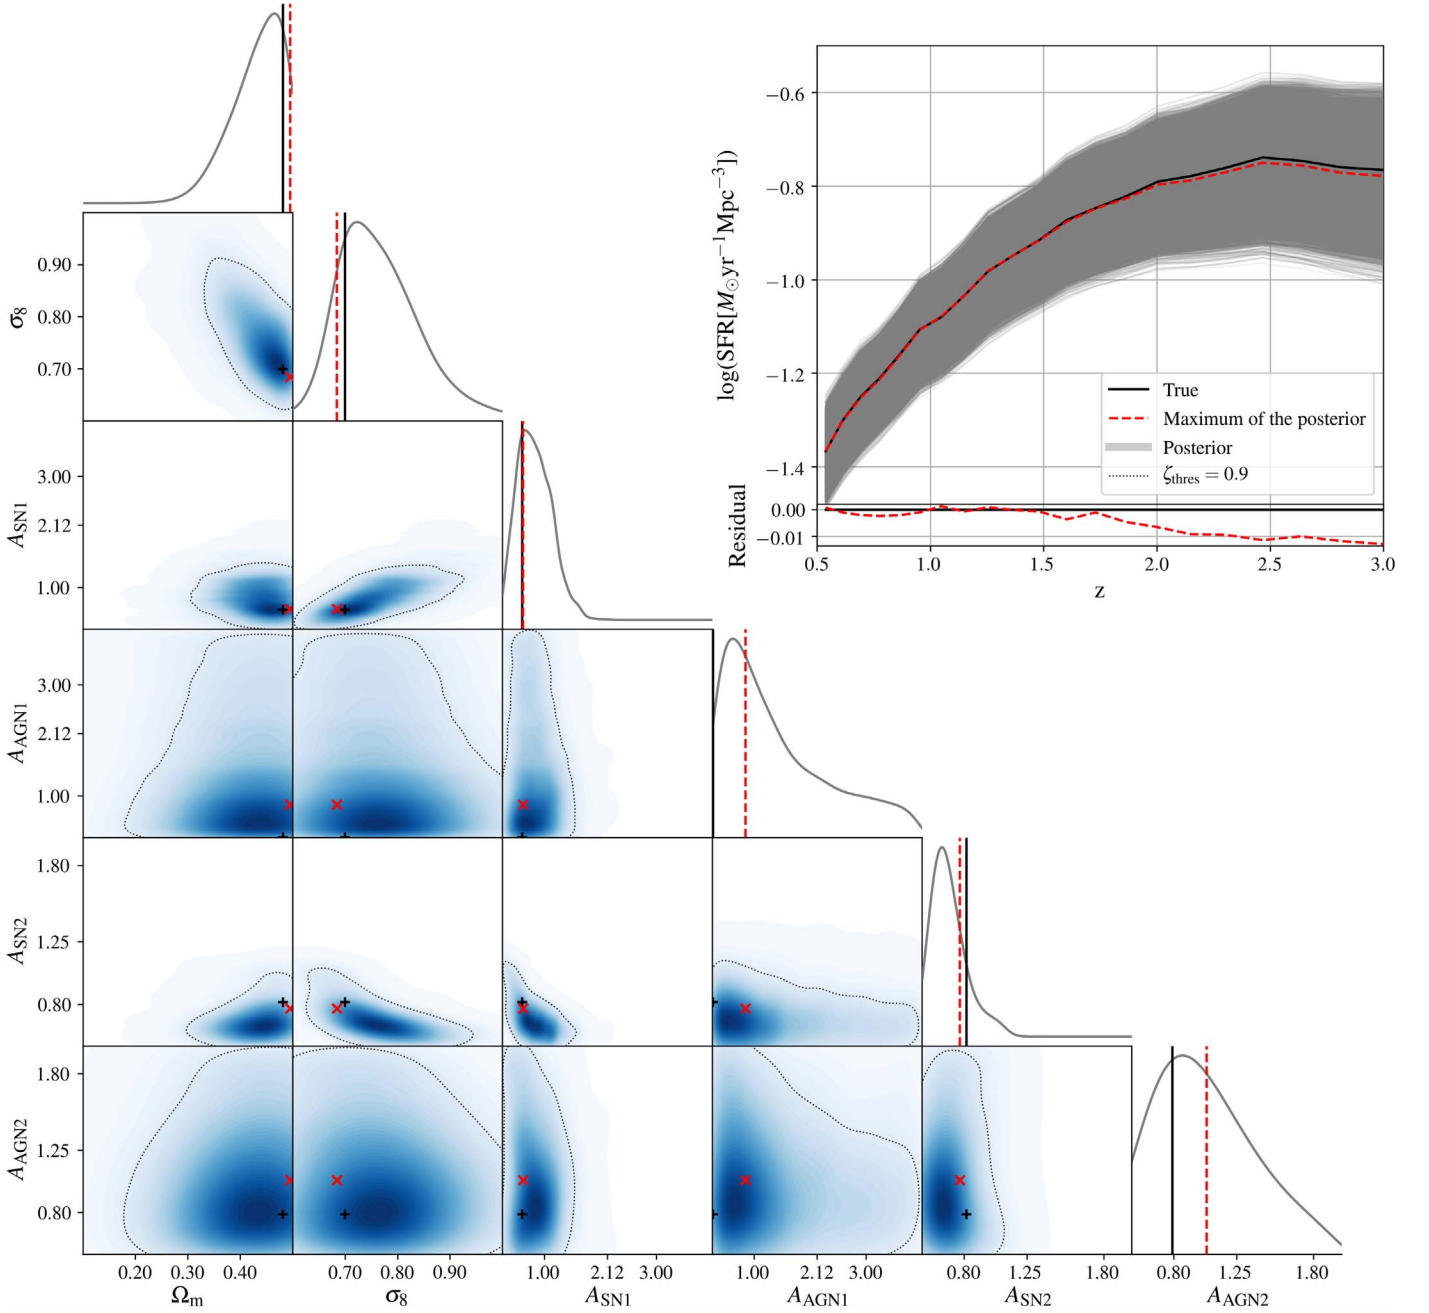 −0.6
−0.8
−1.0
−1.2
−1.4
log(SFR[M⊙yr−1Mpc−3])
True
Maximum of the posterior
Posterior
ζthres = 0.9
0.00
−0.01
Residual
0.5 1.0 1.5 2.0 2.5 3.0
z
0.90
0.80
0.70
σ8
3.00
2.12
1.00
ASN1
3.00
2.12
1.00
AAGN1
1.80
1.25
0.80
ASN2
1.80
1.25
0.80
AAGN2
0.20 0.30 0.40 0.70 0.80 0.90 1.00 2.12 3.00 1.00 2.12 3.00 0.80 1.25 1.80 0.80 1.25 1.80
Ωm σ8 ASN1 AAGN1 ASN2 AAGN2